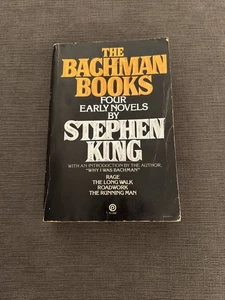 THE
BACHMAN
BOOKS
FOUR
EARLY NOVELS
BY
STEPHEN
KING
WITH AN INTRODUCTION BY THE AUTHOR,
"WHY I WAS BACHMAN"
RAGE
THE LONG WALK
ROADWORK
THE RUNNING MAN